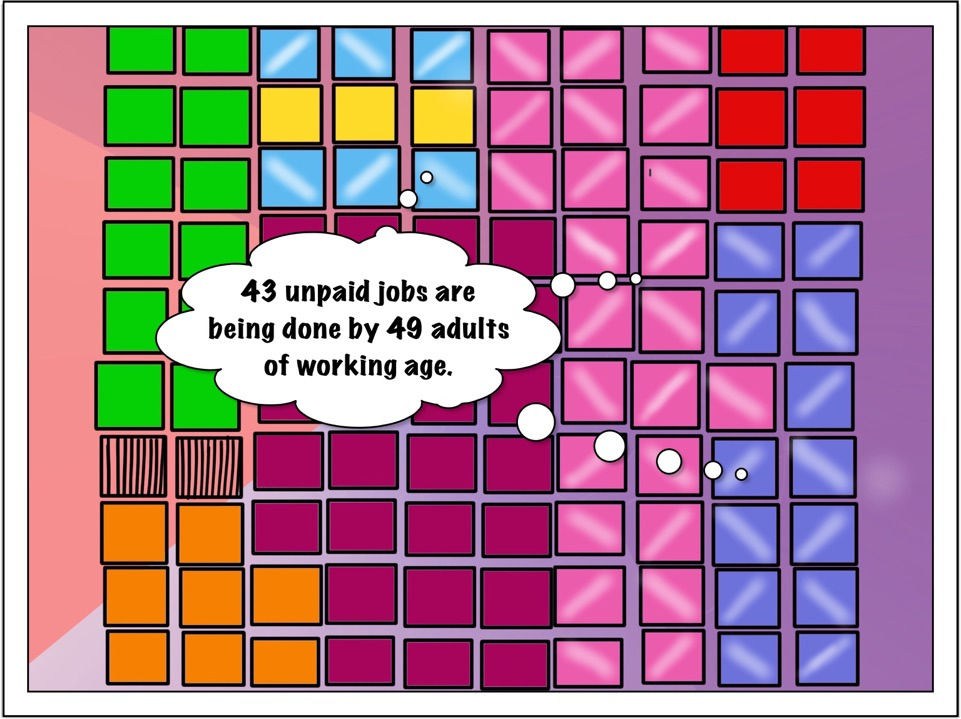 43 unpaid jobs are
being done by 49 adults
of working age.